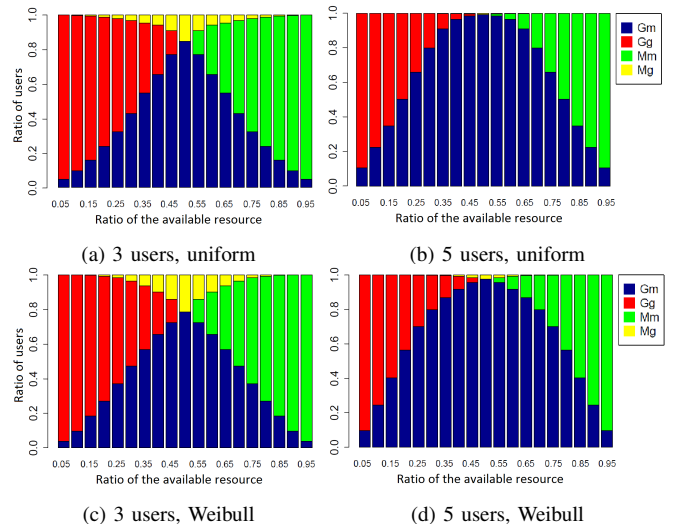 Ratio of users
0.0 0.2 0.4 0.6 0.8 1.0
0.05 0.15 0.25 0.35 0.45 0.55 0.65 0.75 0.85 0.95
Ratio of the available resource
(a) 3 users, uniform
0.0 0.2 0.4 0.6 0.8 1.0
0.05 0.15 0.25 0.35 0.45 0.55 0.65 0.75 0.85 0.95
Ratio of the available resource
Gm
Gg
Mm
Mg
(b) 5 users, uniform
Ratio of users
0.0 0.2 0.4 0.6 0.8 1.0
0.05 0.15 0.25 0.35 0.45 0.55 0.65 0.75 0.85 0.95
Ratio of the available resource
(c) 3 users, Weibull
0.0 0.2 0.4 0.6 0.8 1.0
0.05 0.15 0.25 0.35 0.45 0.55 0.65 0.75 0.85 0.95
Ratio of the available resource
Gm
Gg
Mm
Mg
(d) 5 users, Weibull